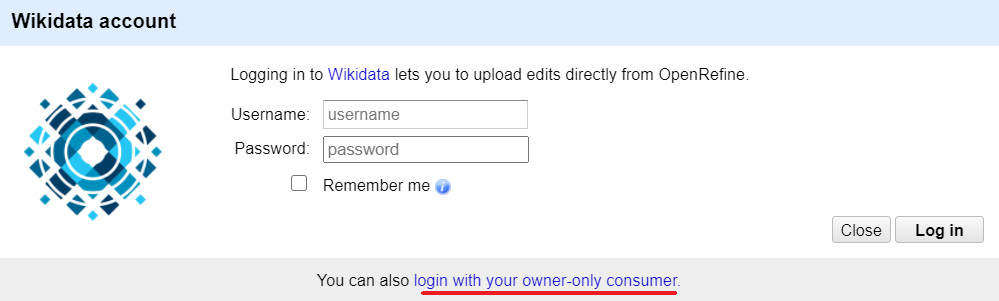 Wikidata account
Logging in to Wikidata lets you to upload edits directly from OpenRefine.
Username: username
Password: password
Remember me i
Close Log in
You can also login with your owner-only consumer.